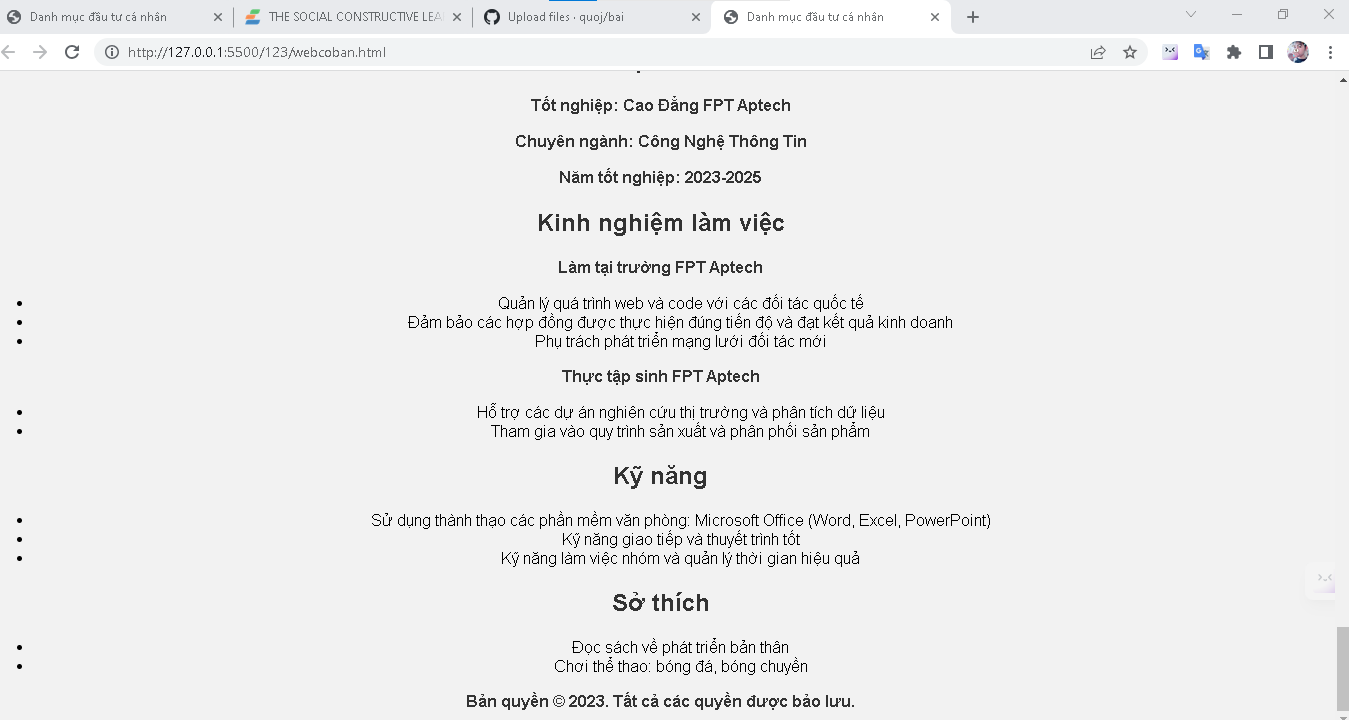 Danh mục đầu tư cá nhân
THE SOCIAL CONSTRUCTIVE LEA
Upload files · quoj/bai
Danh mục đầu tư cá nhân
http://127.0.0.1:5500/123/webcoban.html
Tốt nghiệp: Cao Đẳng FPT Aptech
Chuyên ngành: Công Nghệ Thông Tin
Năm tốt nghiệp: 2023-2025
Kinh nghiệm làm việc
Làm tại trường FPT Aptech
Quản lý quá trình web và code với các đối tác quốc tế
Đảm bảo các hợp đồng được thực hiện đúng tiến độ và đạt kết quả kinh doanh
Phụ trách phát triển mạng lưới đối tác mới
Thực tập sinh FPT Aptech
Hỗ trợ các dự án nghiên cứu thị trường và phân tích dữ liệu
Tham gia vào quy trình sản xuất và phân phối sản phẩm
Kỹ năng
Sử dụng thành thạo các phần mềm văn phòng: Microsoft Office (Word, Excel, PowerPoint)
Kỹ năng giao tiếp và thuyết trình tốt
Kỹ năng làm việc nhóm và quản lý thời gian hiệu quả
Sở thích
Đọc sách về phát triển bản thân
Chơi thể thao: bóng đá, bóng chuyền
Bản quyền © 2023. Tất cả các quyền được bảo lưu.